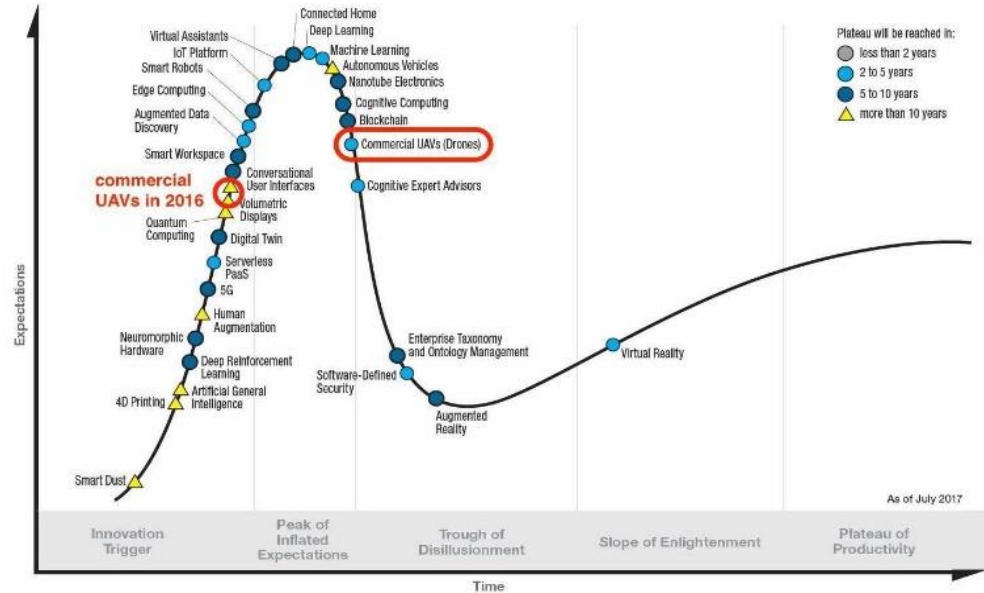 Connected Home
Deep Learning
Virtual Assistants
Machine Learning
IoT Platform
Autonomous Vehicles
Smart Robots
Nanotube Electronics
Edge Computing
Cognitive Computing
Augmented Data
Discovery
Blockchain
Commercial UAVs (Drones)
Smart Workspace
Conversational
User Interfaces
Cognitive Expert Advisors
commercial
UAVs in 2016
Volumetric
Displays
Quantum
Computing
Digital Twin
Serverless
PaaS
5G
Human
Augmentation
Neuromorphic
Hardware
Deep Reinforcement
Learning
Artificial General
Intelligence
4D Printing
Smart Dust
Enterprise Taxonomy
and Ontology Management
Software-Defined
Security
Augmented
Reality
Virtual Reality
Plateau will be reached in:
less than 2 years
2 to 5 years
5 to 10 years
more than 10 years
As of July 2017
Expectations
Innovation
Trigger
Peak of
Inflated
Expectations
Trough of
Disillusionment
Slope of Enlightenment
Plateau of
Productivity
Time